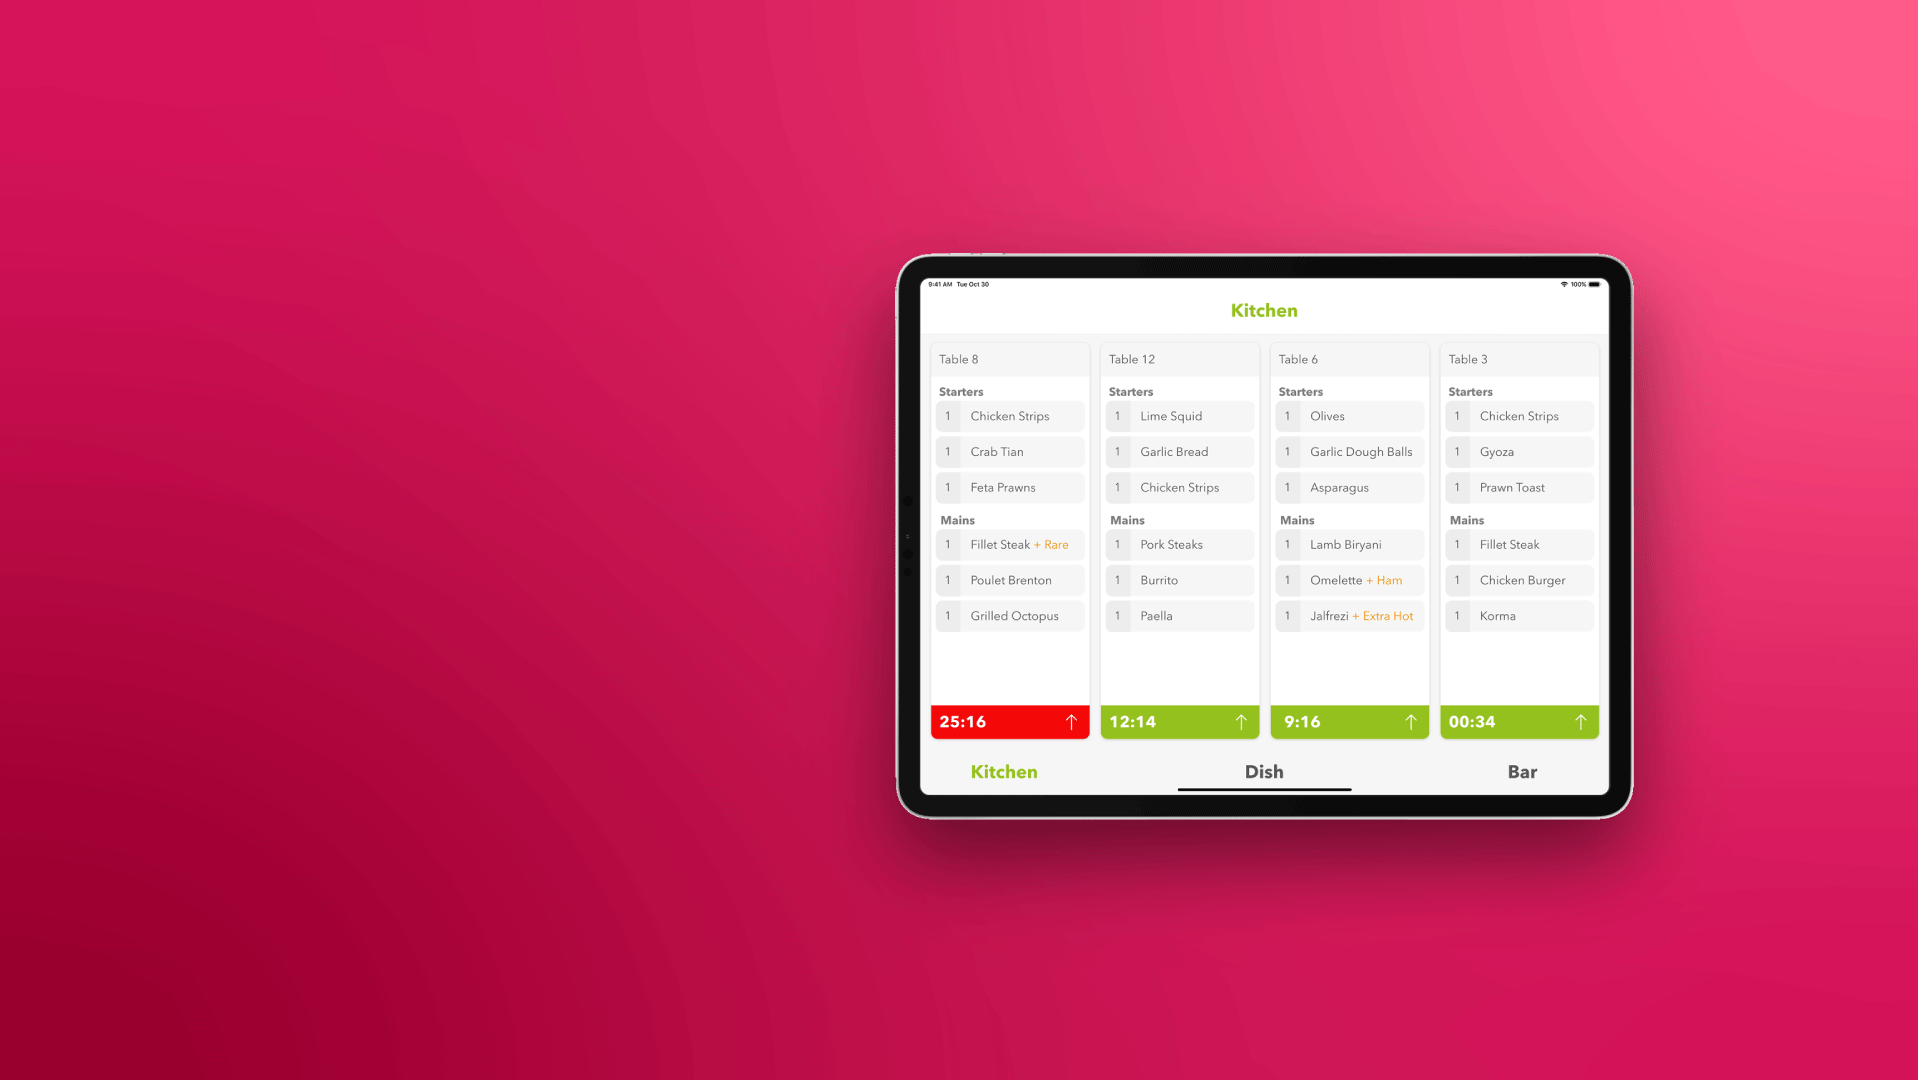 9:41 AM Tue Oct 30
100%
Kitchen
Table 8
Starters
1 Chicken Strips
1 Crab Tian
1 Feta Prawns
Mains
1 Fillet Steak + Rare
1 Poulet Brenton
1 Grilled Octopus
25:16
Table 12
Starters
1 Lime Squid
1 Garlic Bread
1 Chicken Strips
Mains
1 Pork Steaks
1 Burrito
1 Paella
12:14
Table 6
Starters
1 Olives
1 Garlic Dough Balls
1 Asparagus
Mains
1 Lamb Biryani
1 Omelette + Ham
1 Jalfrezi + Extra Hot
9:16
Table 3
Starters
1 Chicken Strips
1 Gyoza
1 Prawn Toast
Mains
1 Fillet Steak
1 Chicken Burger
1 Korma
00:34
Kitchen
Dish
Bar